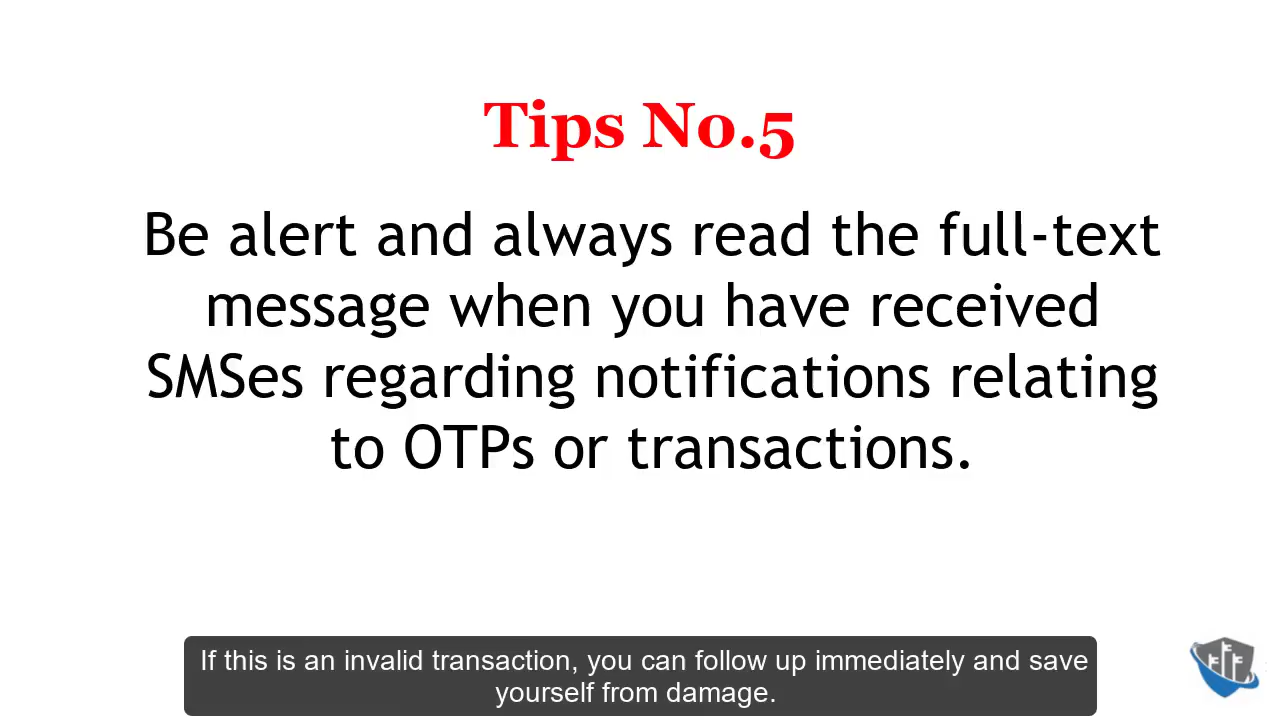 Tips No.5
Be alert and always read the full-text
message when you have received
SMSes regarding notifications relating
to OTPs or transactions.
If this is an invalid transaction, you can follow up immediately and save
yourself from damage.